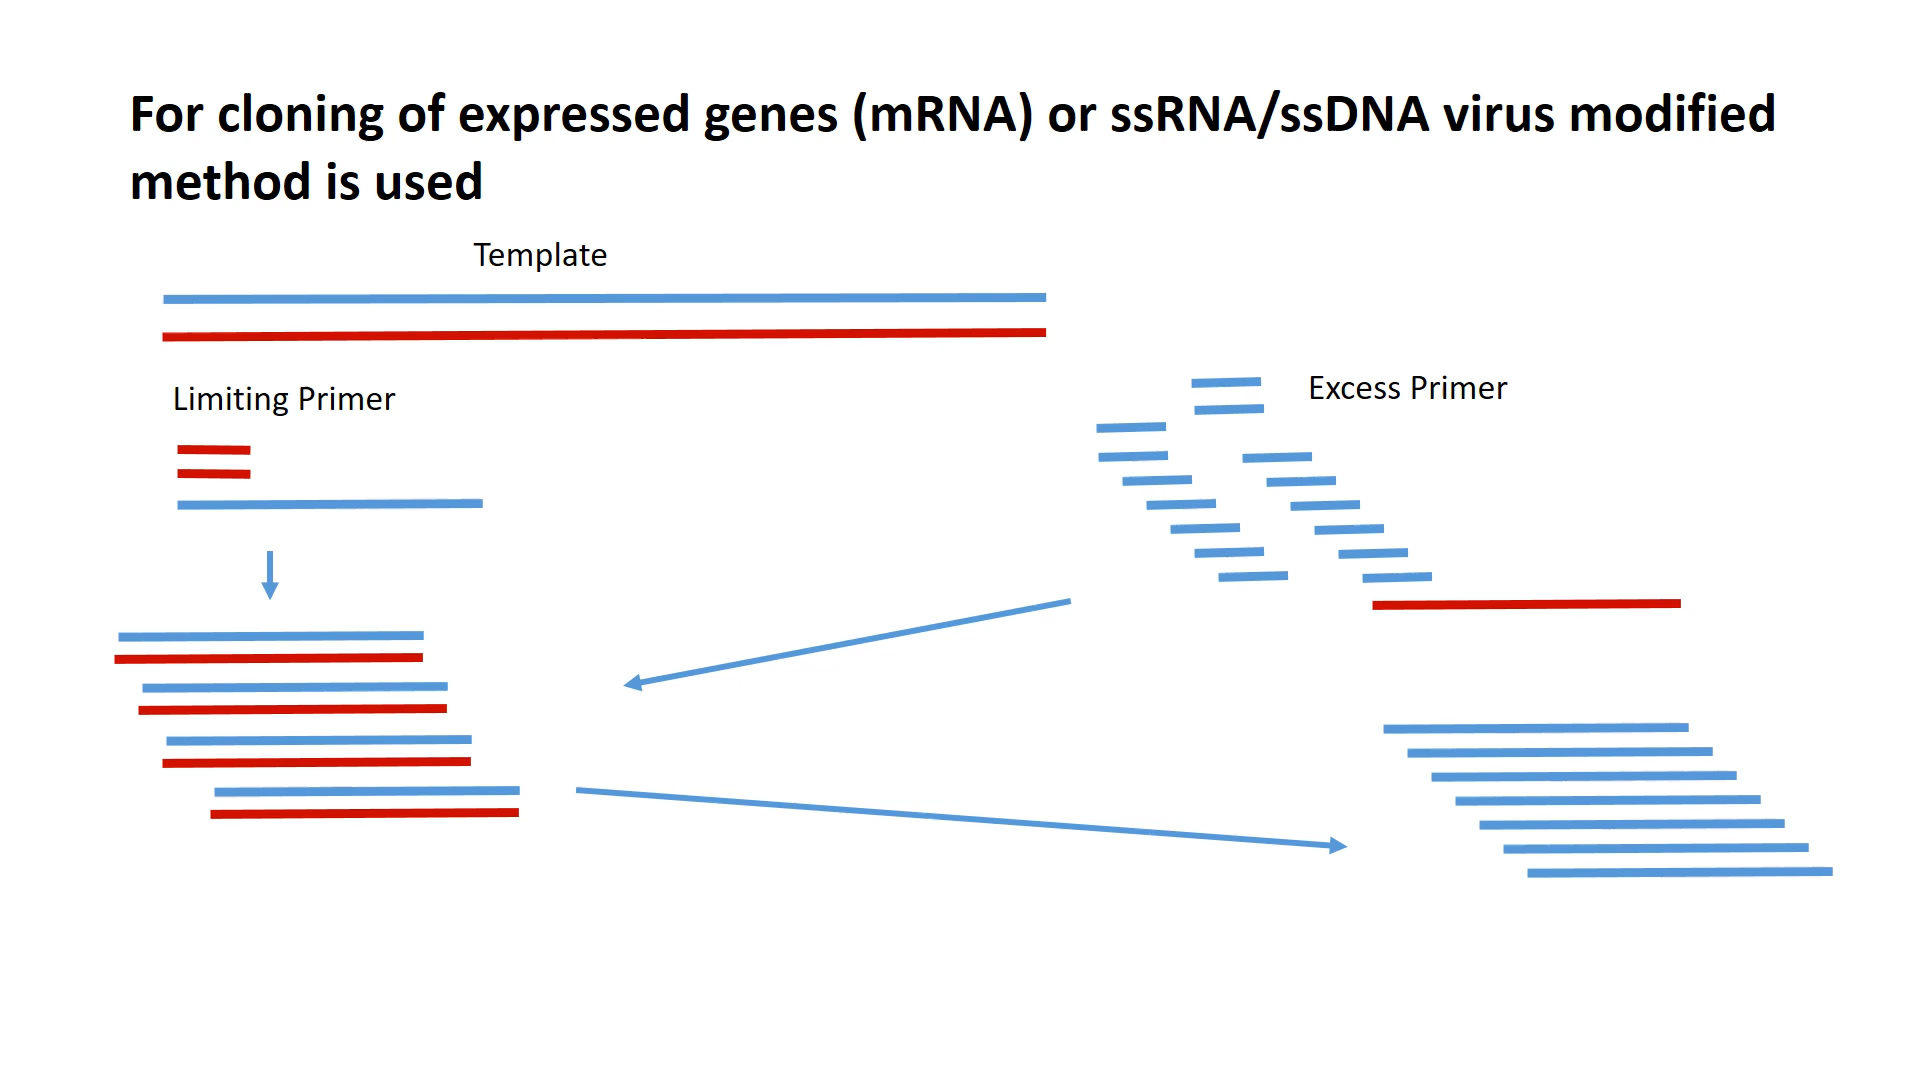 For cloning of expressed genes (mRNA) or ssRNA/ssDNA virus modified
method is used
Template
Limiting Primer
Excess Primer